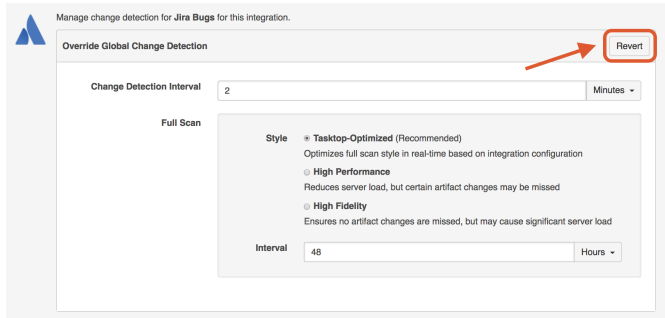 Manage change detection for Jira Bugs for this integration.
Override Global Change Detection
Revert
Change Detection Interval
2
Minutes
Full Scan
Style
Tasktop-Optimized (Recommended)
Optimizes full scan style in real-time based on integration configuration
High Performance
Reduces server load, but certain artifact changes may be missed
High Fidelity
Ensures no artifact changes are missed, but may cause significant server load
Interval
48
Hours